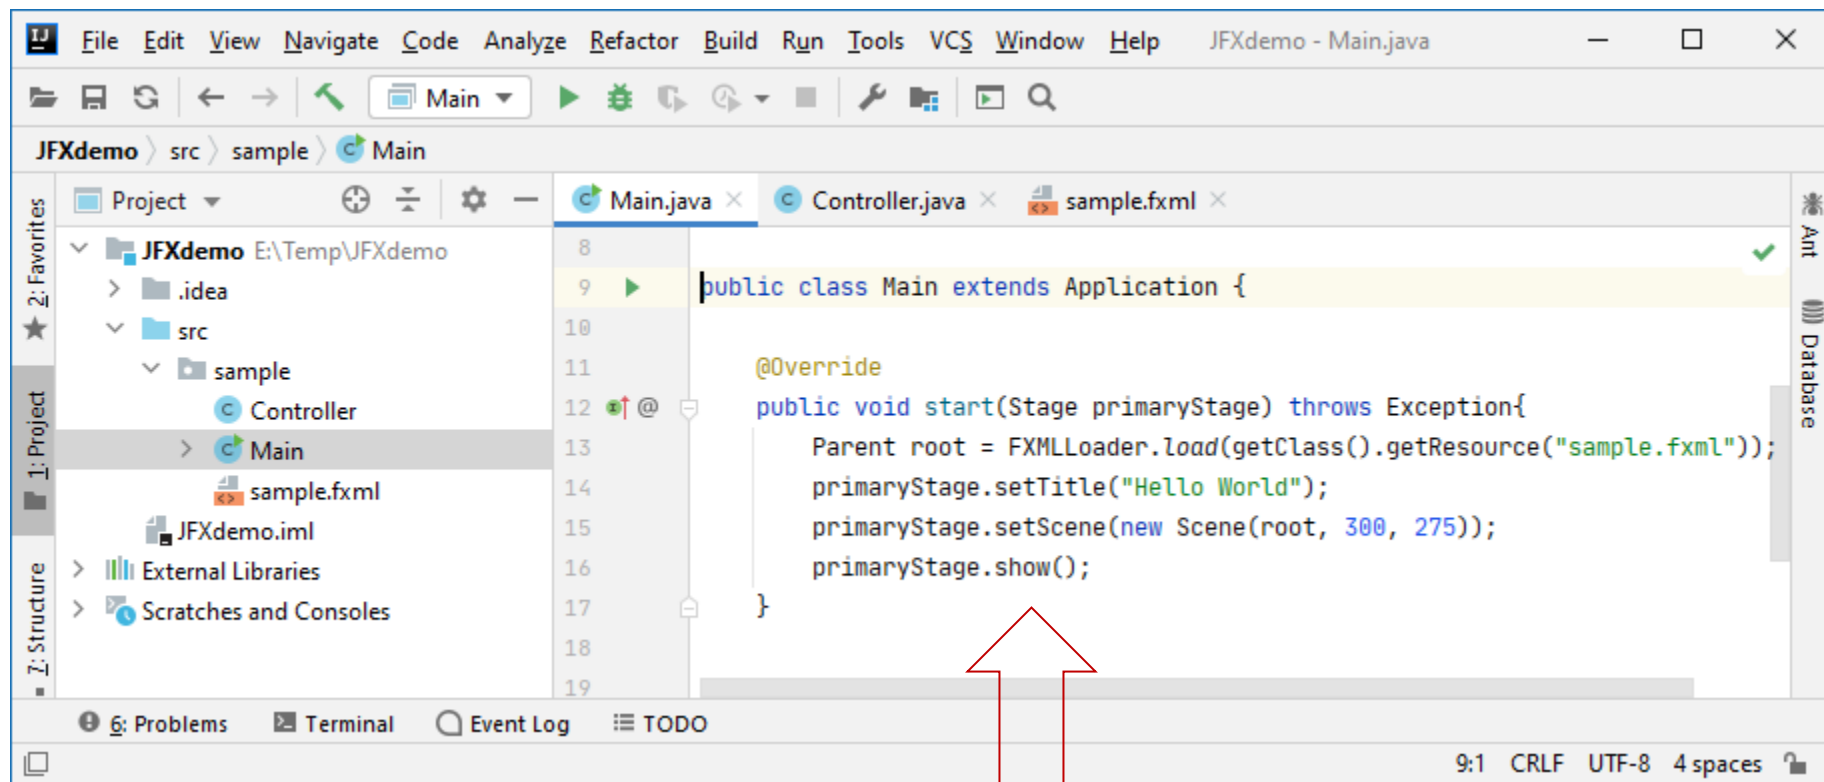 IJ File Edit View Navigate Code Analyze Refactor Build Run Tools VCS Window Help JFXdemo - Main.java
Main
JFXdemo src sample C Main
Project
Main.java Controller.java sample.fxml
2: Favorites
1: Project
7: Structure
JFXdemo E:\Temp\JFXdemo
.idea
src
sample
Controller
Main
sample.fxml
JFXdemo.iml
External Libraries
Scratches and Consoles
8
9 public class Main extends Application {
10
11 @Override
12 @ public void start(Stage primaryStage) throws Exception{
13 Parent root = FXMLLoader.load(getClass().getResource("sample.fxml"));
14 primaryStage.setTitle("Hello World");
15 primaryStage.setScene(new Scene(root, 300, 275));
16 primaryStage.show();
17 }
18
19
Ant
Database
6: Problems Terminal Event Log TODO
9:1 CRLF UTF-8 4 spaces